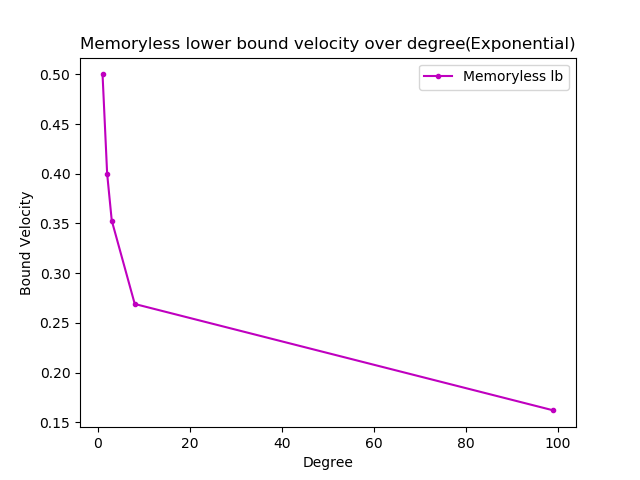 Memoryless lower bound velocity over degree(Exponential)
Memoryless lb
Bound Velocity
0.50
0.45
0.40
0.35
0.30
0.25
0.20
0.15
0 20 40 60 80 100
Degree